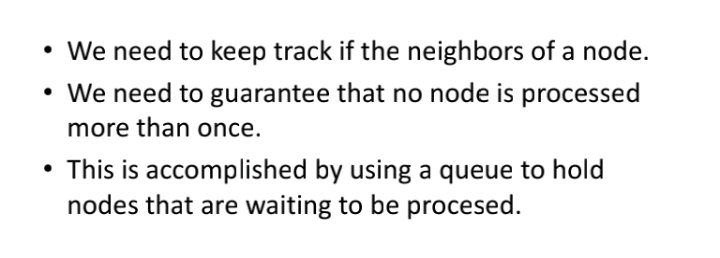 • We need to keep track if the neighbors of a node.
• We need to guarantee that no node is processed
more than once.
• This is accomplished by using a queue to hold
nodes that are waiting to be procesed.